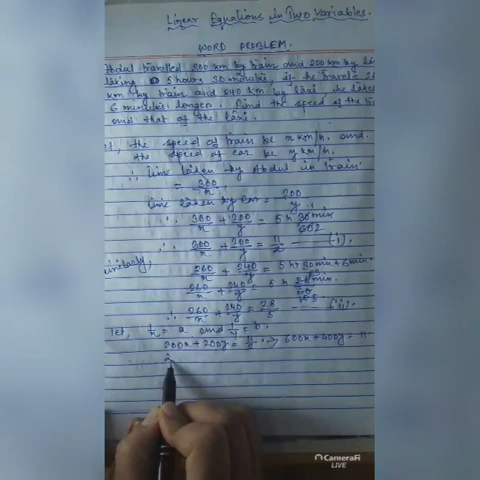 Linear Equations in Two Variables.
WORD PROBLEM.
Abdul travelled 300 km by train and 200 km by
taking 5 hours 30 minutes, if he travels 26
km by train and 240 km by taxi he takes
6 minutes longer. Find the speed of the
and that of the taxi.
the speed of train be x km/h. and
the speed of car be y km/h.
∴ time taken by Abdul in train
= 300/x.
time taken by car = 200/y.
∴ 300/x + 200/y = 5 h 30 min/60 2
∴ 300/x + 200/y = 11/2 --- (i).
260/x + 240/y = 5 hr 30 min + 6 min.
260/x + 240/y = 5 h 36 min/60
∴ 260/x + 240/y = 28/5 ---- (ii).
let, 1/x = a and 1/y = b.
300x + 200y = 11/2 ⇒ 600x + 400y = 11
CameraFi
LIVE